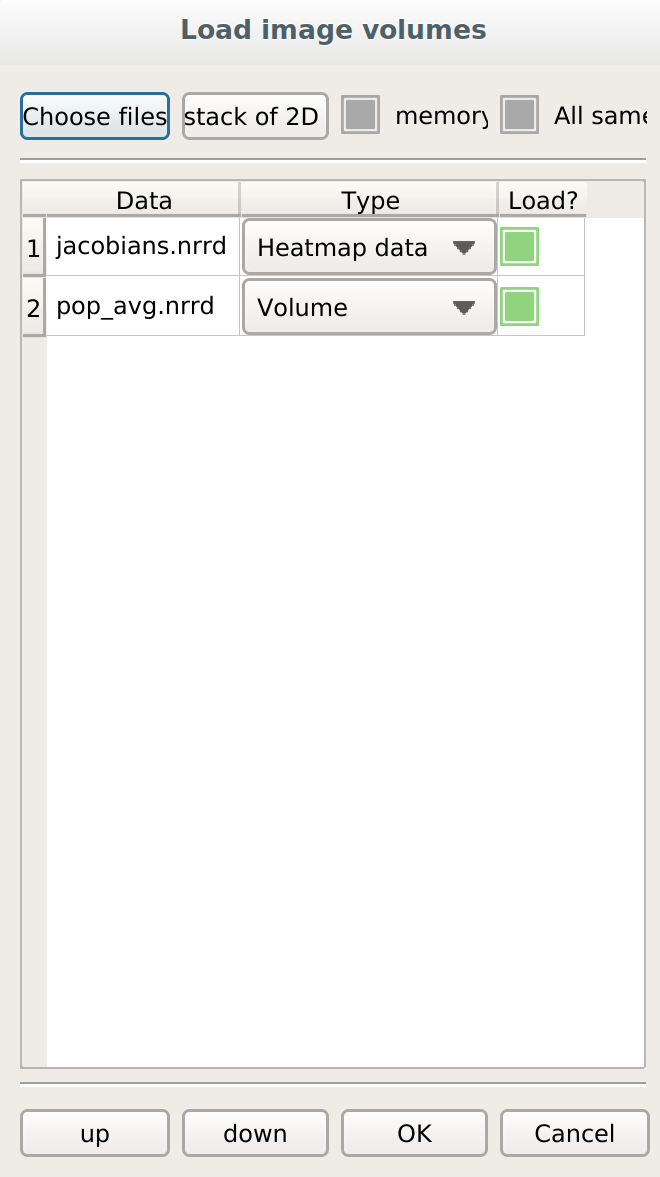 Load image volumes
Choose files stack of 2D memory All same
Data Type Load?
1 jacobians.nrrd Heatmap data
2 pop_avg.nrrd Volume
up down OK Cancel